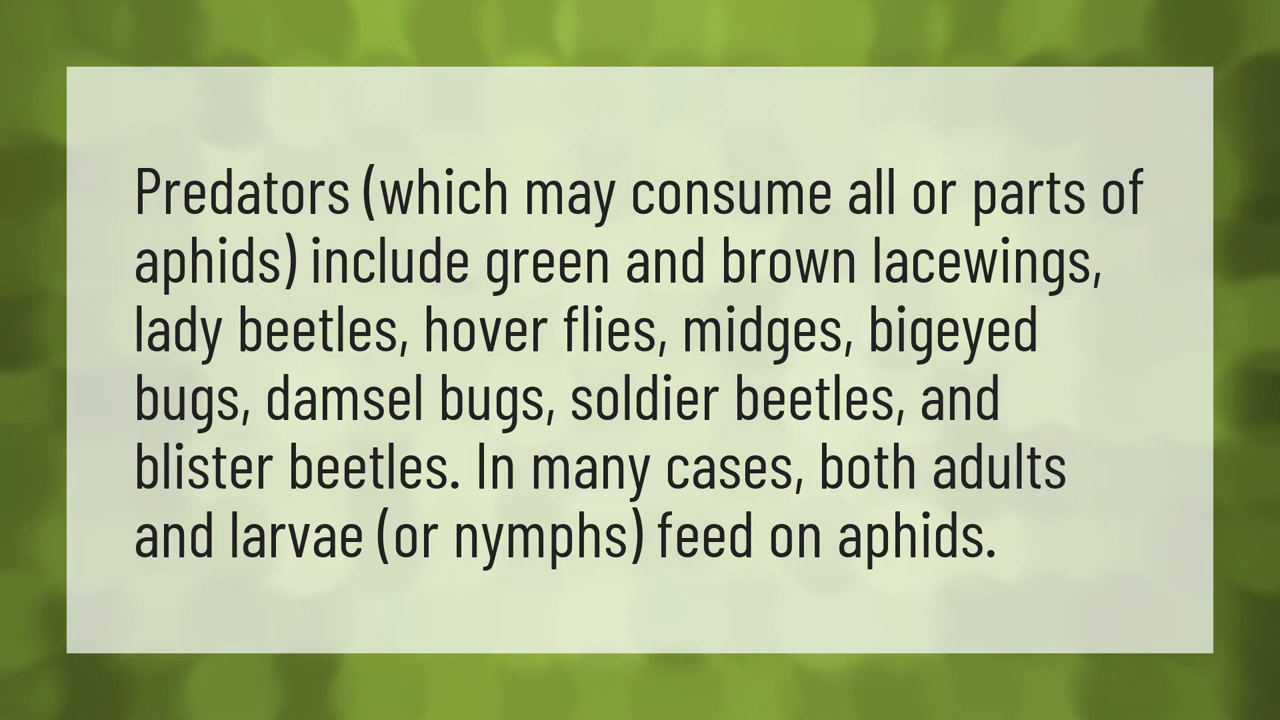 Predators (which may consume all or parts of
aphids) include green and brown lacewings,
lady beetles, hover flies, midges, bigeyed
bugs, damsel bugs, soldier beetles, and
blister beetles. In many cases, both adults
and larvae (or nymphs) feed on aphids.